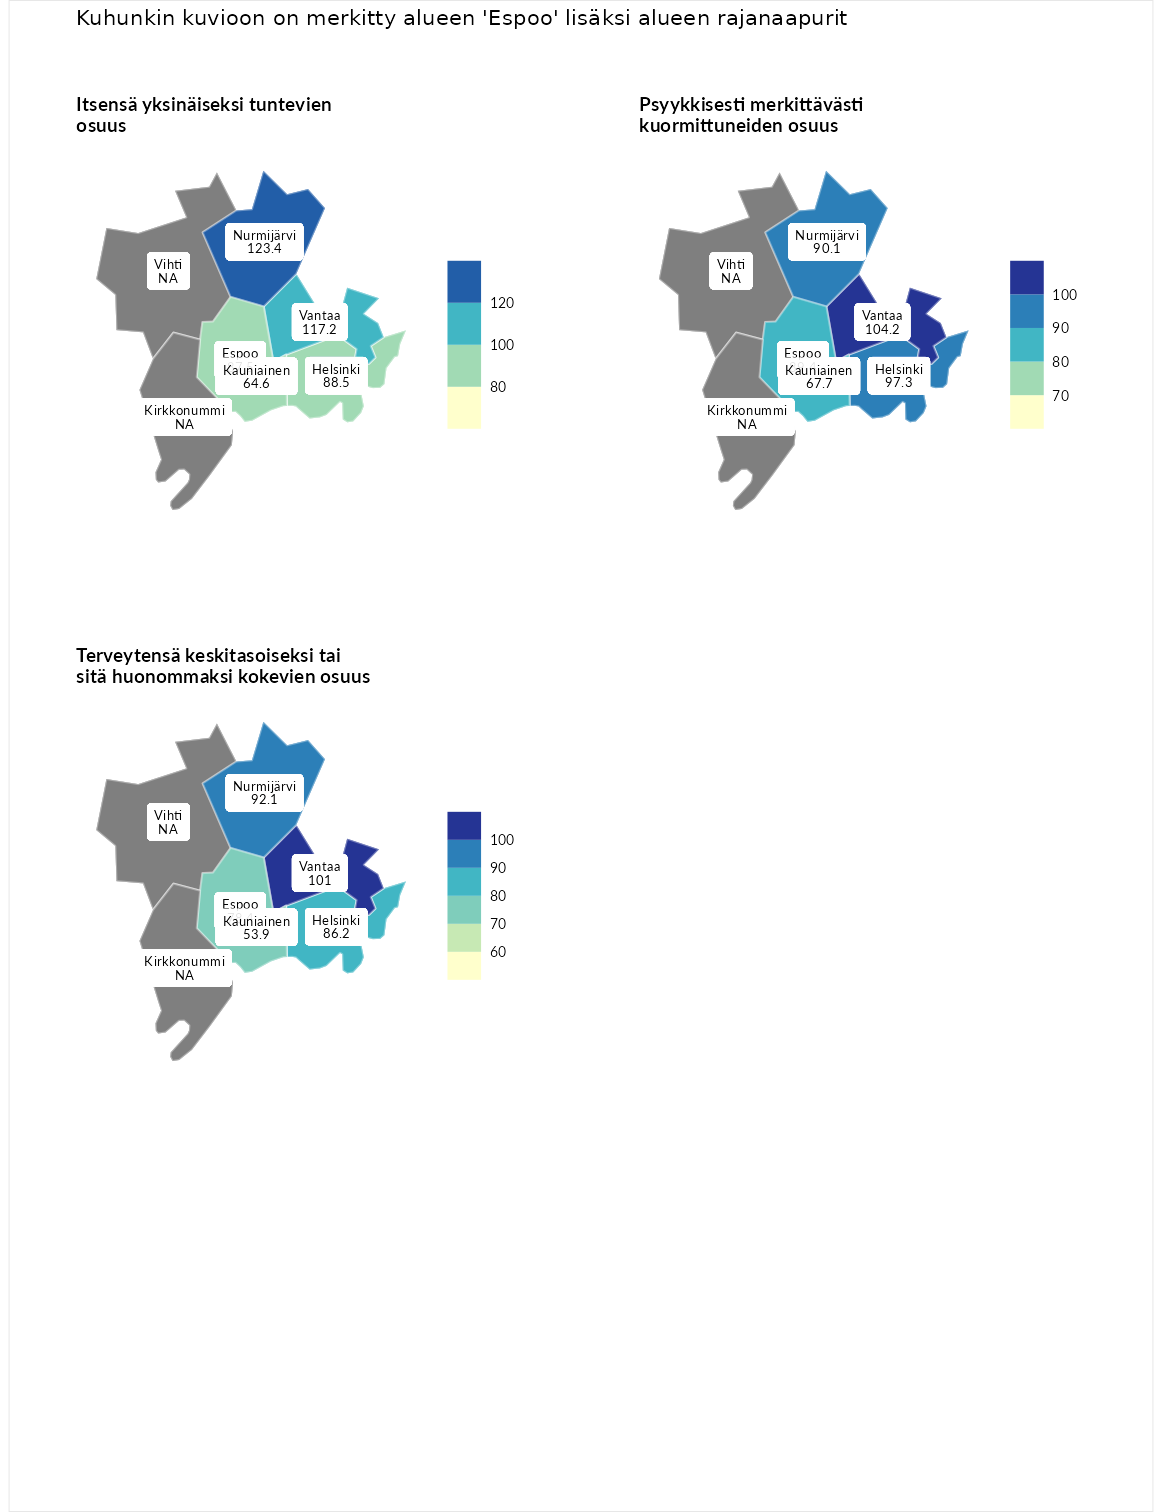 Kuhunkin kuvioon on merkitty alueen 'Espoo' lisäksi alueen rajanaapurit
Itsensä yksinäiseksi tuntevien
osuus
Nurmijärvi
123.4
Vihti
NA
Vantaa
117.2
Espoo
Kauniainen
64.6
Helsinki
88.5
Kirkkonummi
NA
120
100
80
Psyykkisesti merkittävästi
kuormittuneiden osuus
Nurmijärvi
90.1
Vihti
NA
Vantaa
104.2
Espoo
Kauniainen
67.7
Helsinki
97.3
Kirkkonummi
NA
100
90
80
70
Terveytensä keskitasoiseksi tai
sitä huonommaksi kokevien osuus
Nurmijärvi
92.1
Vihti
NA
Vantaa
101
Espoo
Kauniainen
53.9
Helsinki
86.2
Kirkkonummi
NA
100
90
80
70
60